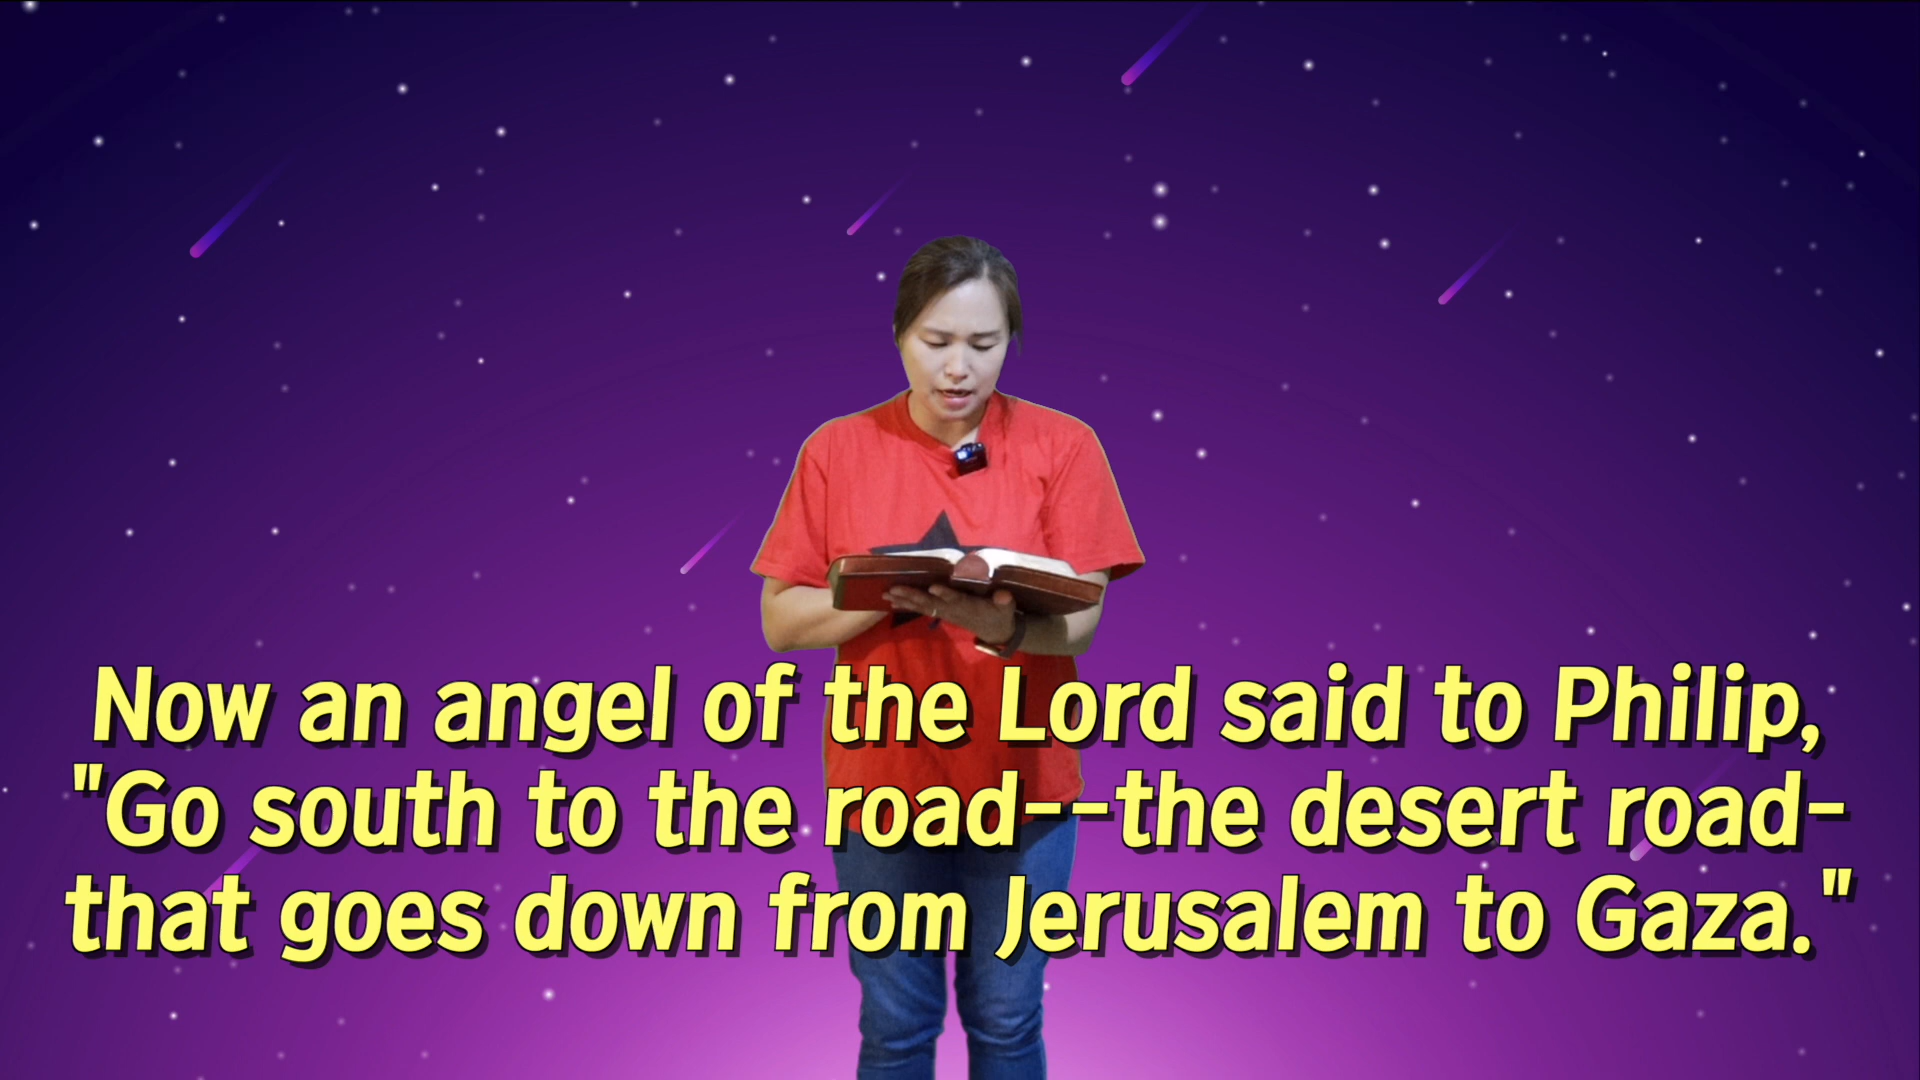 Now an angel of the Lord said to Philip,
"Go south to the road--the desert road-
that goes down from Jerusalem to Gaza."